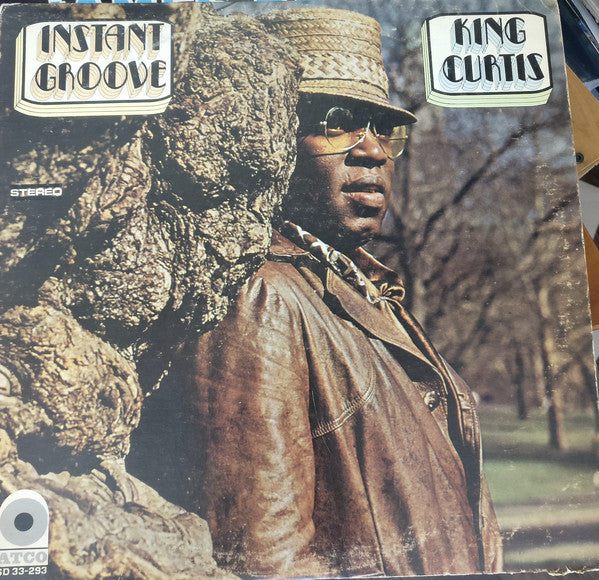 INSTANT
GROOVE
KING
CURTIS
STEREO
ATCO
SD 33-293